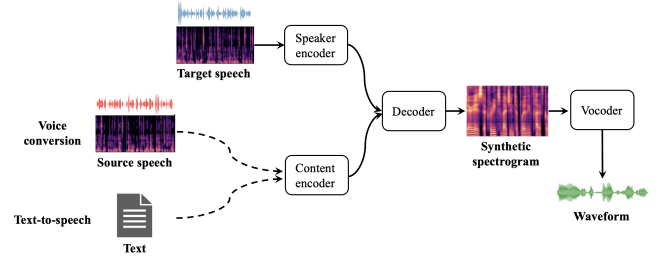 Target speech
Speaker
encoder
Voice
conversion
Source speech
Content
encoder
Decoder
Synthetic
spectrogram
Vocoder
Waveform
Text-to-speech
Text